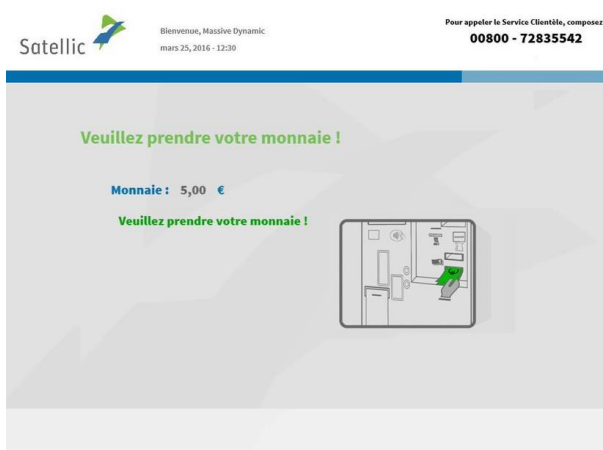 Satellic
Bienvenue, Massive Dynamic
mars 25, 2016 - 12:30
Pour appeler le Service Clientèle, composez
00800 - 72835542
Veuillez prendre votre monnaie !
Monnaie : 5,00 €
Veuillez prendre votre monnaie !